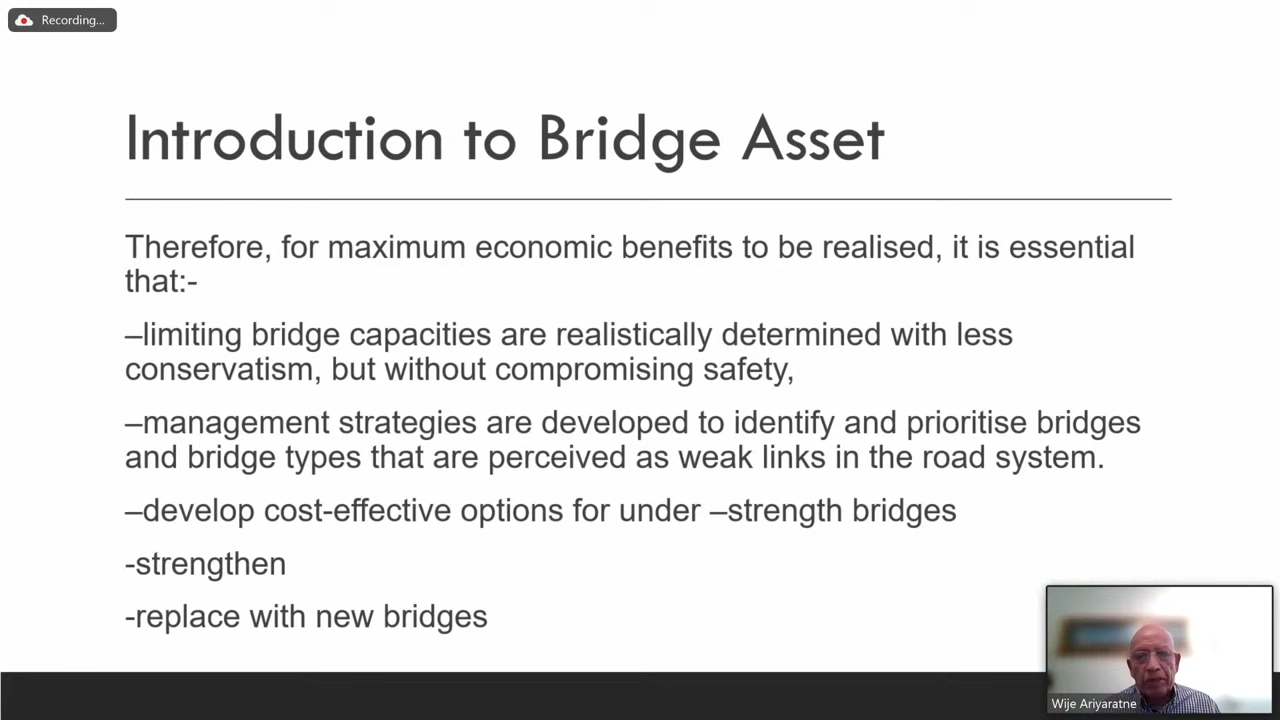 Recording...
Introduction to Bridge Asset
Therefore, for maximum economic benefits to be realised, it is essential
that:-
–limiting bridge capacities are realistically determined with less
conservatism, but without compromising safety,
–management strategies are developed to identify and prioritise bridges
and bridge types that are perceived as weak links in the road system.
–develop cost-effective options for under –strength bridges
-strengthen
-replace with new bridges
Wije Ariyaratne